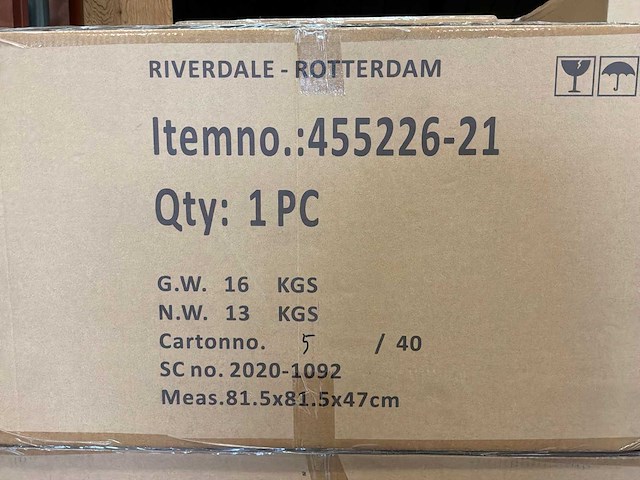 RIVERDALE - ROTTERDAM
Itemno.:455226-21
Qty: 1 PC
G.W. 16 KGS
N.W. 13 KGS
Cartonno. 5 / 40
SC no. 2020-1092
Meas.81.5x81.5x47cm